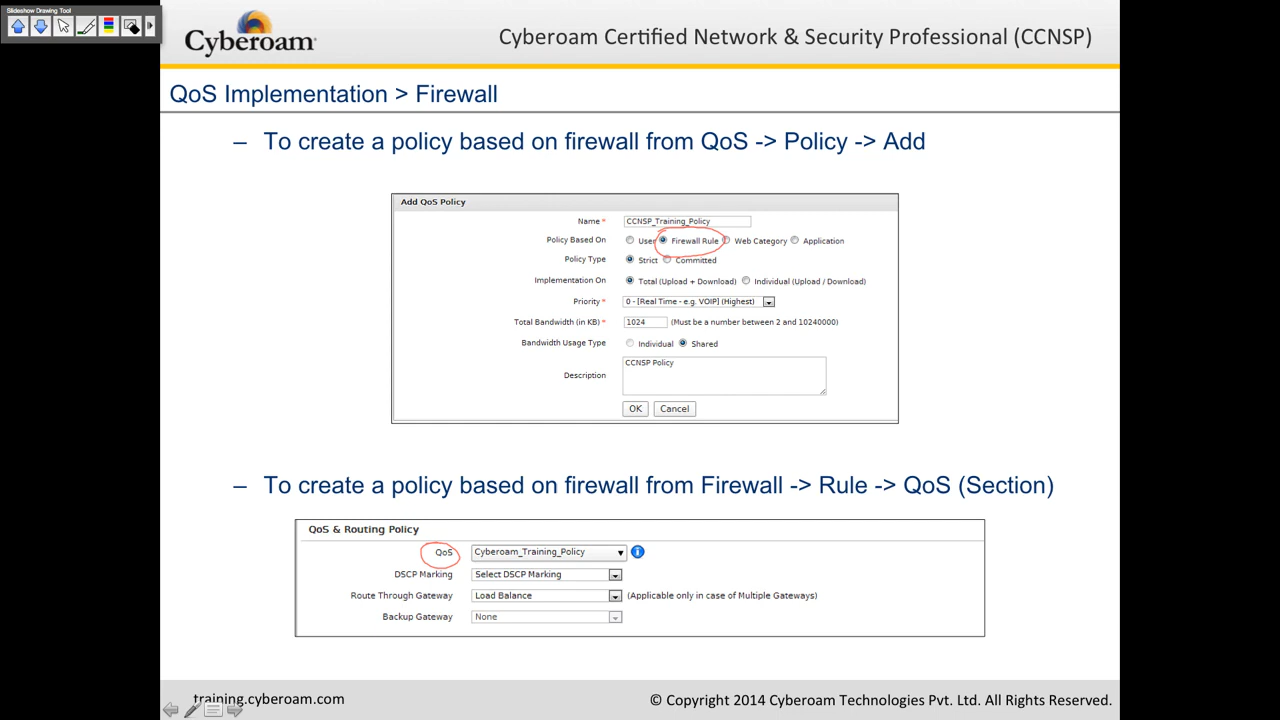 Slideshow Drawing Tool
Cyberoam
Cyberoam Certified Network & Security Professional (CCNSP)
QoS Implementation > Firewall
– To create a policy based on firewall from QoS -> Policy -> Add
Add QoS Policy
Name * CCNSP_Training_Policy
Policy Based On User Firewall Rule Web Category Application
Policy Type Strict Committed
Implementation On Total (Upload + Download) Individual (Upload / Download)
Priority * 0 - [Real Time - e.g. VOIP] (Highest)
Total Bandwidth (in KB) * 1024 (Must be a number between 2 and 10240000)
Bandwidth Usage Type Individual Shared
CCNSP Policy
Description
OK Cancel
– To create a policy based on firewall from Firewall -> Rule -> QoS (Section)
QoS & Routing Policy
QoS Cyberoam_Training_Policy
DSCP Marking Select DSCP Marking
Route Through Gateway Load Balance (Applicable only in case of Multiple Gateways)
Backup Gateway None
training.cyberoam.com © Copyright 2014 Cyberoam Technologies Pvt. Ltd. All Rights Reserved.